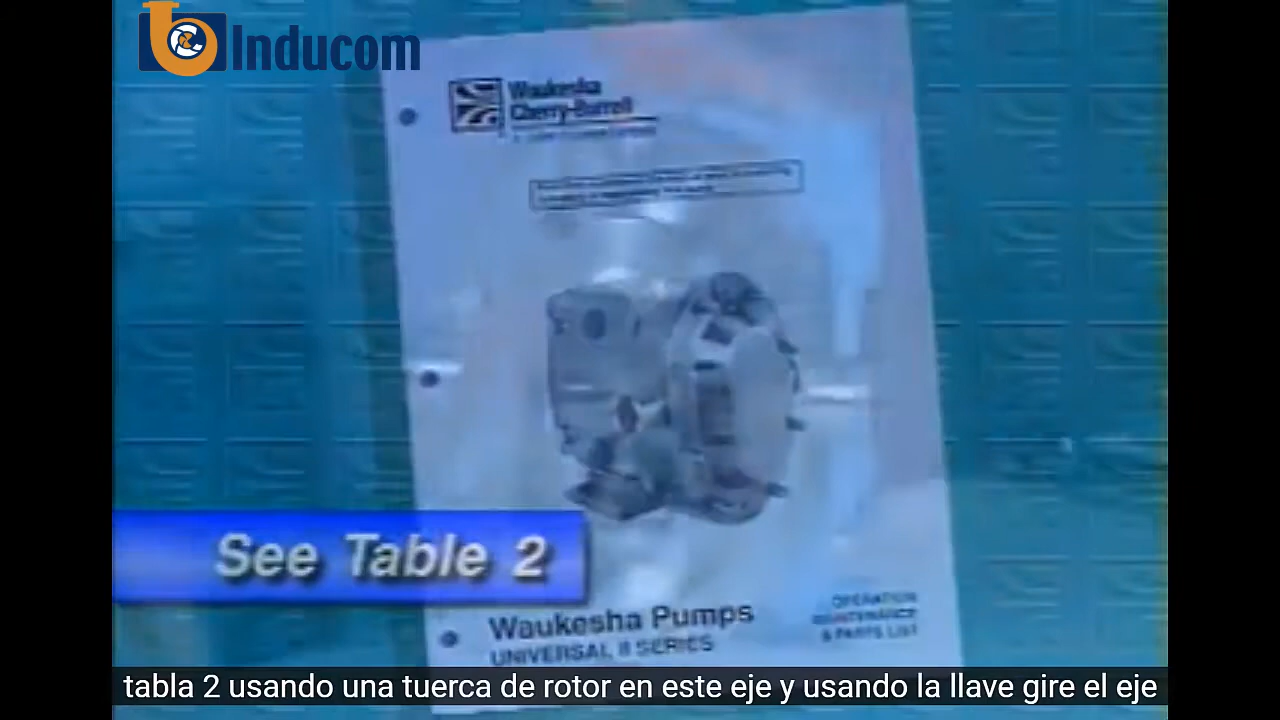 Inducom
Waukesha
Cherry-Burrell
See Table 2
Waukesha Pumps
UNIVERSAL II SERIES
OPERATION
MAINTENANCE
& PARTS LIST
tabla 2 usando una tuerca de rotor en este eje y usando la llave gire el eje